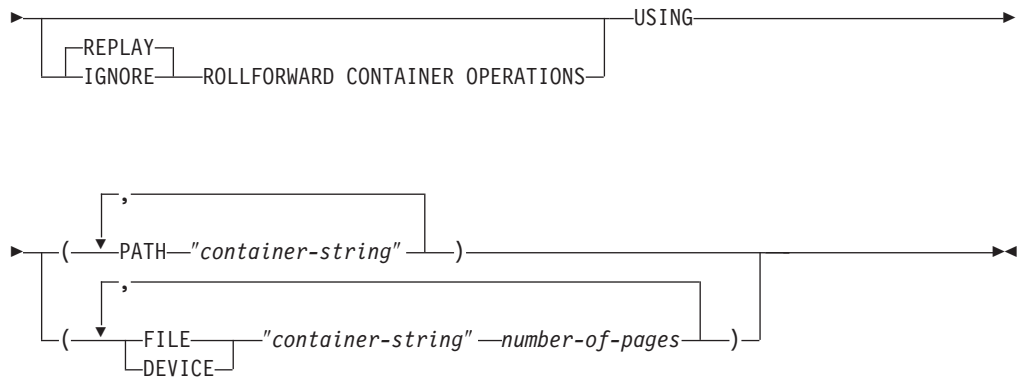 USING
REPLAY
IGNORE ROLLFORWARD CONTAINER OPERATIONS
,
( PATH "container-string" )
,
( FILE "container-string" number-of-pages )
DEVICE